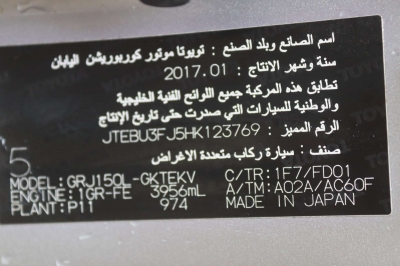 اسم الصانع وبلد الصنع : تويوتا موتور كوربوريشن اليابان
سنة وشهر الانتاج : 2017.01
تطابق هذه المركبة جميع اللوائح الفنية الخليجية
والوطنية للسيارات التي صدرت حتى تاريخ الإنتاج
الرقم المميز : JTEBU3FJ5HK123769
صنف : سيارة ركاب متعددة الاغراض
5
MODEL: GRJ150L-GKTEKV C/TR: 1F7/FD01
ENGINE: 1GR-FE 3956mL A/TM: A02A/AC60F
PLANT: P11 974 MADE IN JAPAN